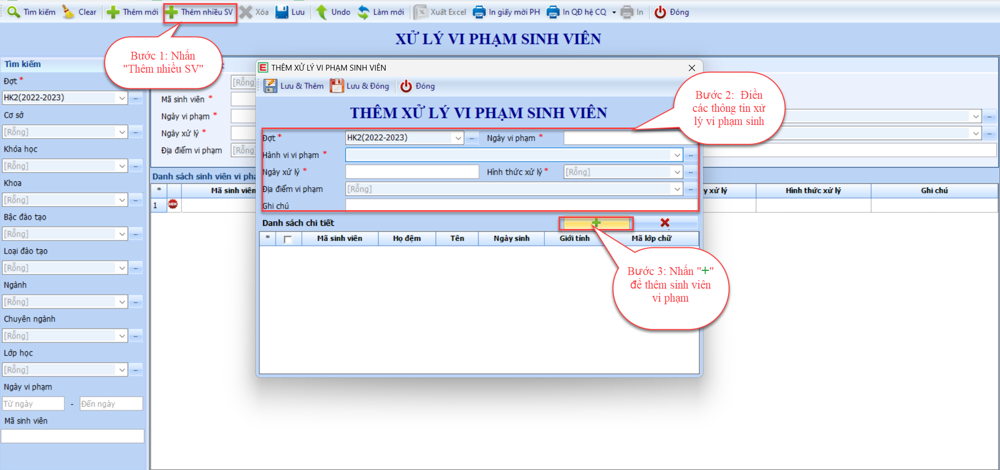 Tìm kiếm Clear Thêm mới Thêm nhiều SV Xóa Lưu Undo Làm mới Xuất Excel In giấy mời PH In QĐ hệ CQ In Đóng
XỬ LÝ VI PHẠM SINH VIÊN
Bước 1: Nhấn
"Thêm nhiều SV"
Tìm kiếm
Đợt *
HK2(2022-2023)
Cơ sở
[Rỗng]
Khóa học
[Rỗng]
Khoa
[Rỗng]
Bậc đào tạo
[Rỗng]
Loại đào tạo
[Rỗng]
Ngành
[Rỗng]
Chuyên ngành
[Rỗng]
Lớp học
[Rỗng]
Ngày vi phạm
Từ ngày - Đến ngày
Mã sinh viên
[Rỗng]
Mã sinh viên *
Ngày vi phạm *
Ngày xử lý *
Địa điểm vi phạm [Rỗng]
Danh sách sinh viên vi phạ
* Mã sinh viên y xử lý Hình thức xử lý Ghi chú
1 NEW
THÊM XỬ LÝ VI PHẠM SINH VIÊN
Lưu & Thêm Lưu & Đóng Đóng
THÊM XỬ LÝ VI PHẠM SINH VIÊN
Bước 2: Điền
các thông tin xử
lý vi phạm sinh
Đợt * HK2(2022-2023) ... Ngày vi phạm *
Hành vi vi phạm * ...
Ngày xử lý * Hình thức xử lý * [Rỗng] ...
Địa điểm vi phạm [Rỗng] ...
Ghi chú
Danh sách chi tiết
* Mã sinh viên Họ đệm Tên Ngày sinh Giới tính Mã lớp chữ
Bước 3: Nhấn "+"
để thêm sinh viên
vi phạm